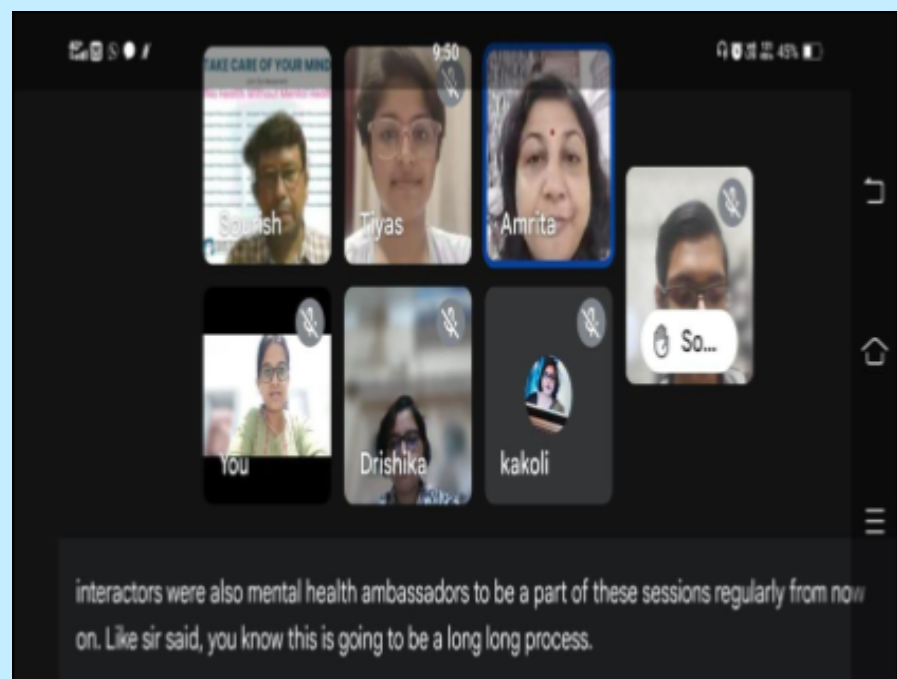 9:50
45%
TAKE CARE OF YOUR MIND
Sourish
Tiyas
Amrita
So...
You
Drishika
kakoli
interactors were also mental health ambassadors to be a part of these sessions regularly from now
on. Like sir said, you know this is going to be a long long process.